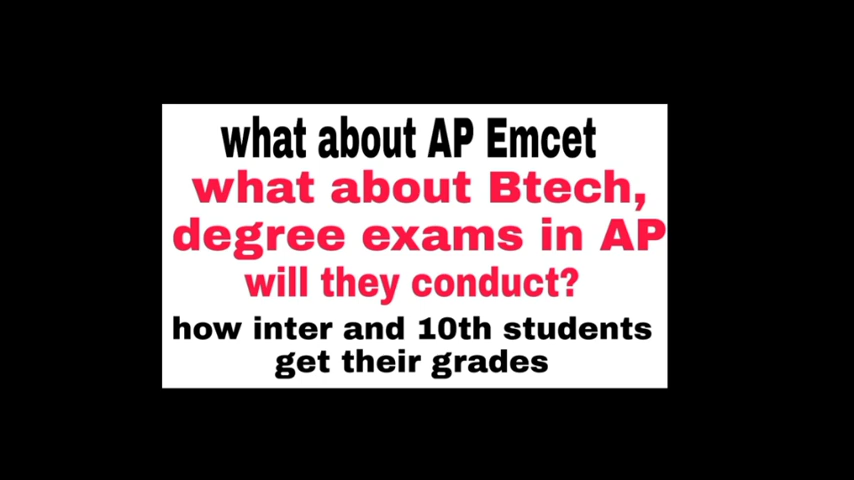 what about AP Emcet
what about Btech,
degree exams in AP
will they conduct?
how inter and 10th students
get their grades